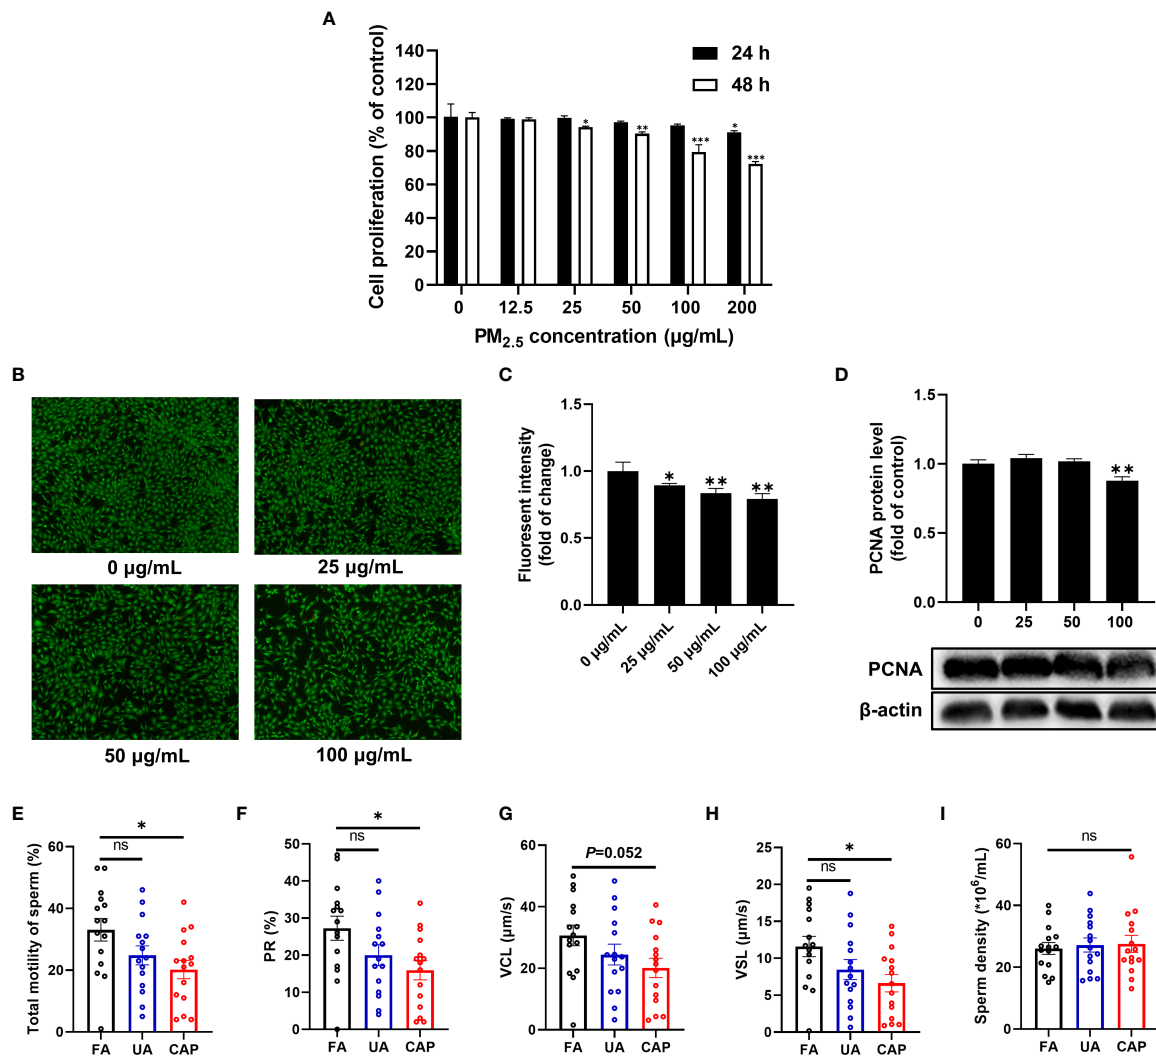 A
Cell proliferation (% of control)
140
120
100
80
60
40
20
0
24 h
48 h
*
**
***
*
***
0 12.5 25 50 100 200
PM2.5 concentration (µg/mL)
B
0 µg/mL
25 µg/mL
50 µg/mL
100 µg/mL
C
Fluoresent intensity
(fold of change)
1.5
1.0
0.5
0.0
*
**
**
0 µg/mL
25 µg/mL
50 µg/mL
100 µg/mL
D
PCNA protein level
(fold of control)
1.5
1.0
0.5
0.0
**
0 25 50 100
PCNA
β-actin
E
Total motility of sperm (%)
60
40
20
0
*
ns
FA UA CAP
F
PR (%)
50
40
30
20
10
0
*
ns
FA UA CAP
G
VCL (µm/s)
60
40
20
0
P=0.052
FA UA CAP
H
VSL (µm/s)
25
20
15
10
5
0
*
ns
FA UA CAP
I
Sperm density (*10^6/mL)
60
40
20
0
ns
FA UA CAP